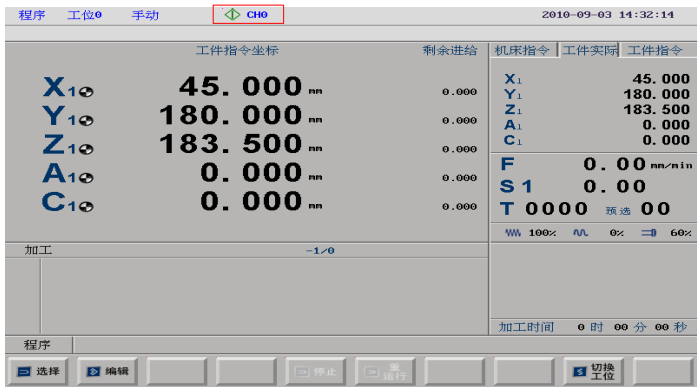 程序 工位0 手动 CH0 2010-09-03 14:32:14
工件指令坐标 剩余进给 机床指令 工件实际 工件指令
X1 45.000 mm 0.000
Y1 180.000 mm 0.000
Z1 183.500 mm 0.000
A1 0.000 mm 0.000
C1 0.000 mm 0.000
X1 45.000
Y1 180.000
Z1 183.500
A1 0.000
C1 0.000
F 0.00 mm/min
S1 0.00
T 0000 预选 00
100% 0% 60%
加工 -1/0
加工时间 0 时 00 分 00 秒
程序
选择 编辑 停止 重运行 切换工位